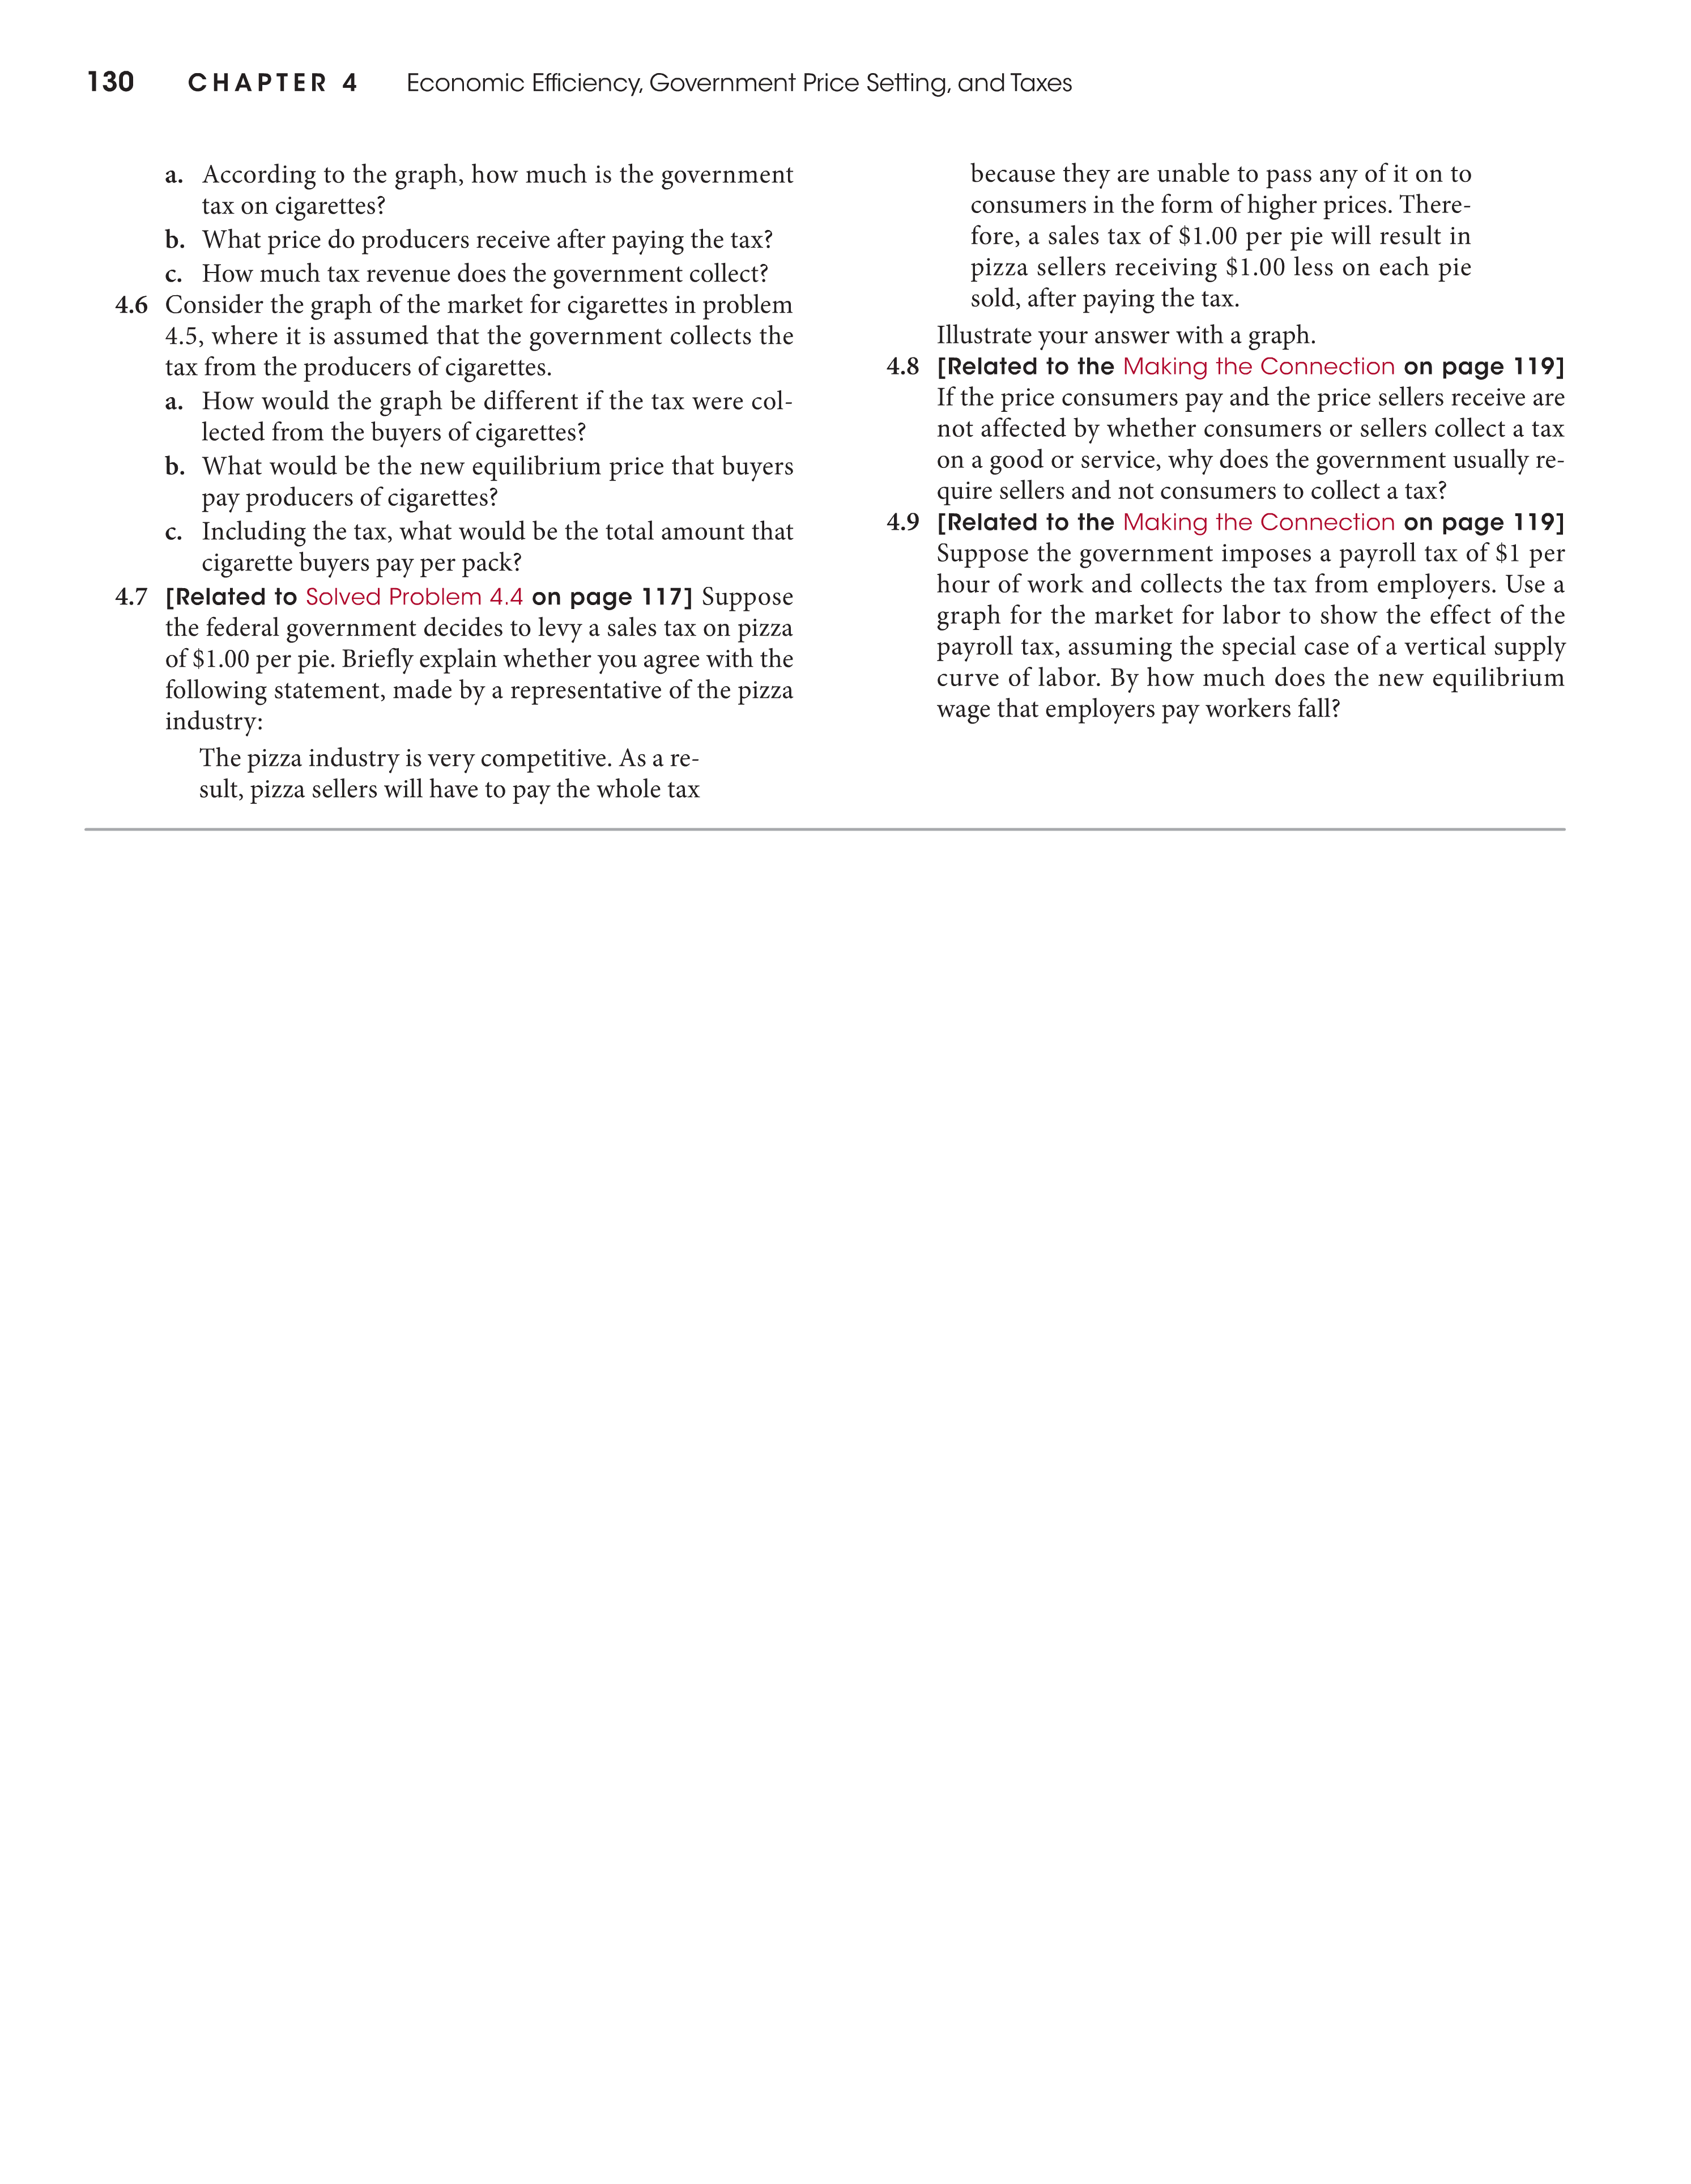 130 CHAPTER 4 Economic Efficiency, Government Price Setting, and Taxes
a. According to the graph, how much is the government
tax on cigarettes?
b. What price do producers receive after paying the tax?
c. How much tax revenue does the government collect?
4.6 Consider the graph of the market for cigarettes in problem
4.5, where it is assumed that the government collects the
tax from the producers of cigarettes.
a. How would the graph be different if the tax were col-
lected from the buyers of cigarettes?
b. What would be the new equilibrium price that buyers
pay producers of cigarettes?
c. Including the tax, what would be the total amount that
cigarette buyers pay per pack?
4.7 [Related to Solved Problem 4.4 on page 117] Suppose
the federal government decides to levy a sales tax on pizza
of $1.00 per pie. Briefly explain whether you agree with the
following statement, made by a representative of the pizza
industry:
The pizza industry is very competitive. As a re-
sult, pizza sellers will have to pay the whole tax
because they are unable to pass any of it on to
consumers in the form of higher prices. There-
fore, a sales tax of $1.00 per pie will result in
pizza sellers receiving $1.00 less on each pie
sold, after paying the tax.
Illustrate your answer with a graph.
4.8 [Related to the Making the Connection on page 119]
If the price consumers pay and the price sellers receive are
not affected by whether consumers or sellers collect a tax
on a good or service, why does the government usually re-
quire sellers and not consumers to collect a tax?
4.9 [Related to the Making the Connection on page 119]
Suppose the government imposes a payroll tax of $1 per
hour of work and collects the tax from employers. Use a
graph for the market for labor to show the effect of the
payroll tax, assuming the special case of a vertical supply
curve of labor. By how much does the new equilibrium
wage that employers pay workers fall?